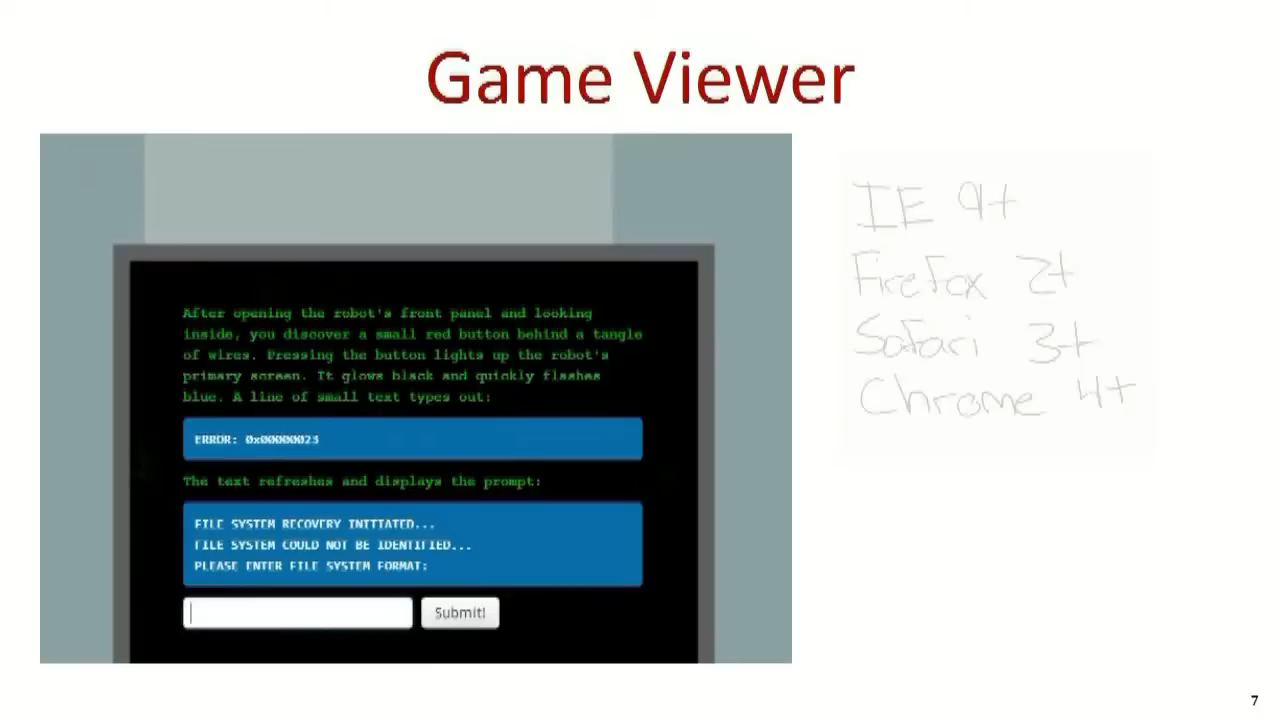 Game Viewer
After opening the robot's front panel and looking
inside, you discover a small red button behind a tangle
of wires. Pressing the button lights up the robot's
primary screen. It glows black and quickly flashes
blue. A line of small text types out:
ERROR: 0x00000023
The text refreshes and displays the prompt:
FILE SYSTEM RECOVERY INITIATED...
FILE SYSTEM COULD NOT BE IDENTIFIED...
PLEASE ENTER FILE SYSTEM FORMAT:
Submit!
IE 9+
Firefox 2+
Safari 3+
Chrome 4+
7